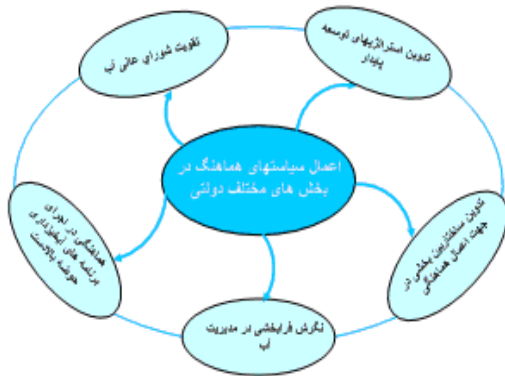 اعمال سیاستهای هماهنگ در
بخش های مختلف دولتی
تدوین استراتژیهای توسعه
پایدار
تدوین ساختاربین بخشی در
جهت اعمال هماهنگی
نگرش فرابخشی در مدیریت
آب
هماهنگی در اجرای
برنامه های آبخیزداری
حوضه بالادست
تقویت شورای عالی آب